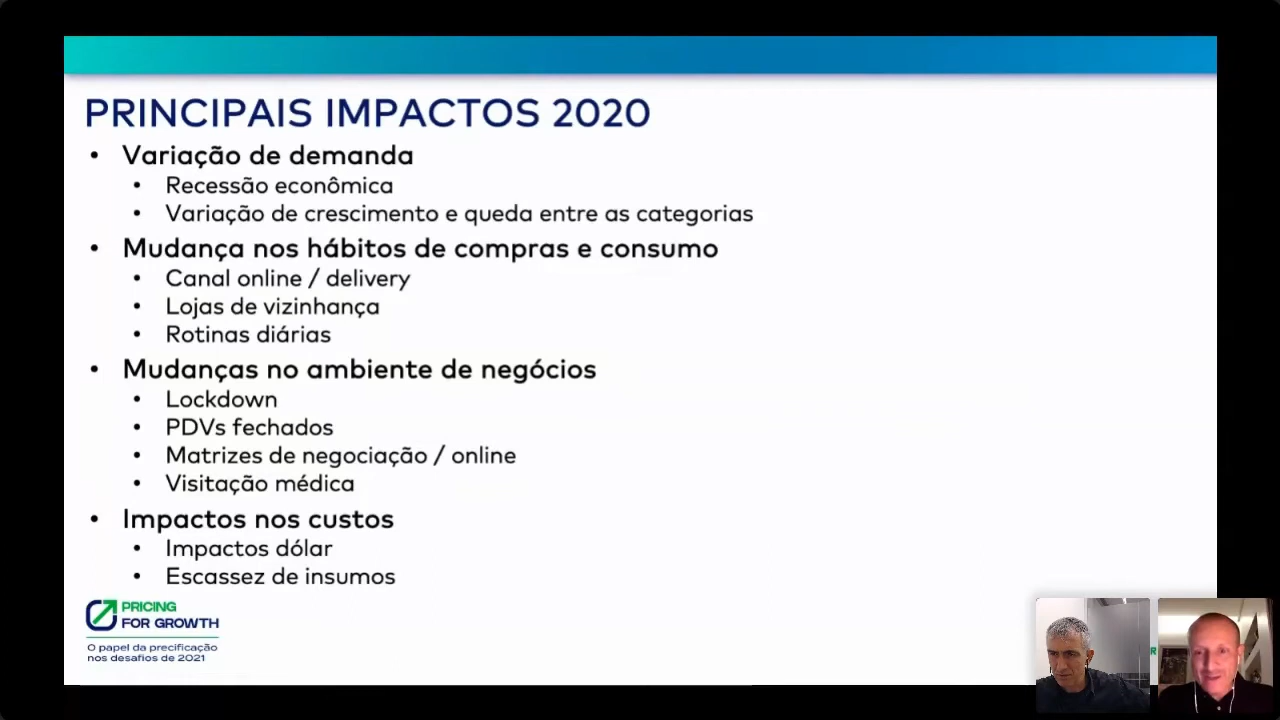 PRINCIPAIS IMPACTOS 2020
• Variação de demanda
• Recessão econômica
• Variação de crescimento e queda entre as categorias
• Mudança nos hábitos de compras e consumo
• Canal online / delivery
• Lojas de vizinhança
• Rotinas diárias
• Mudanças no ambiente de negócios
• Lockdown
• PDVs fechados
• Matrizes de negociação / online
• Visitação médica
• Impactos nos custos
• Impactos dólar
• Escassez de insumos
PRICING
FOR GROWTH
O papel da precificação
nos desafios de 2021